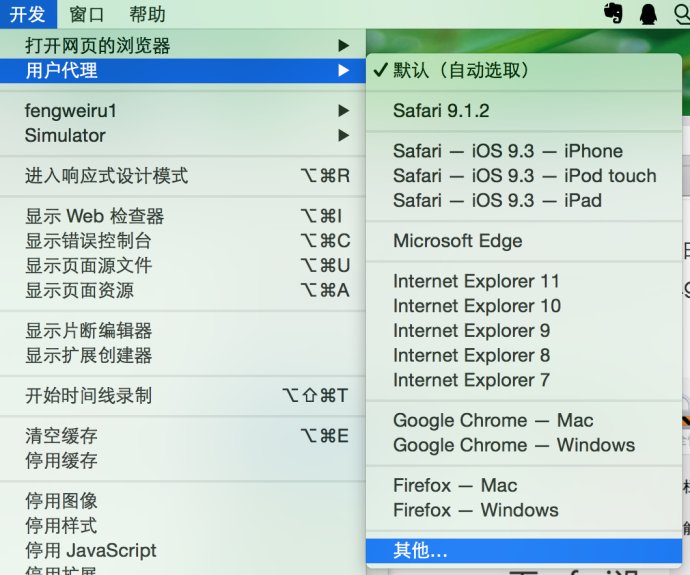 开发 窗口 帮助
打开网页的浏览器
用户代理
fengweiru1
Simulator
进入响应式设计模式 ⌥⌘R
显示 Web 检查器 ⌥⌘I
显示错误控制台 ⌥⌘C
显示页面源文件 ⌥⌘U
显示页面资源 ⌥⌘A
显示片断编辑器
显示扩展创建器
开始时间线录制 ⌥⇧⌘T
清空缓存 ⌥⌘E
停用缓存
停用图像
停用样式
停用 JavaScript
停用扩展
✓默认（自动选取）
Safari 9.1.2
Safari — iOS 9.3 — iPhone
Safari — iOS 9.3 — iPod touch
Safari — iOS 9.3 — iPad
Microsoft Edge
Internet Explorer 11
Internet Explorer 10
Internet Explorer 9
Internet Explorer 8
Internet Explorer 7
Google Chrome — Mac
Google Chrome — Windows
Firefox — Mac
Firefox — Windows
其他...